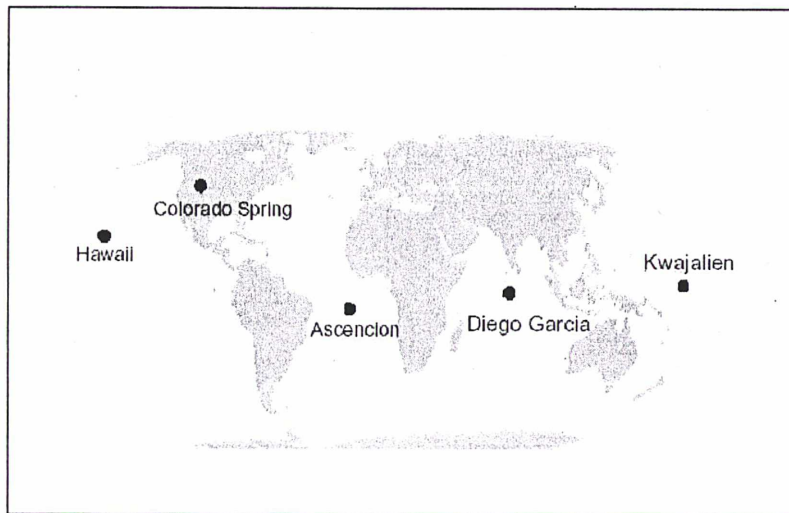 Colorado Spring
Hawaii
Kwajalien
Ascencion
Diego Garcia